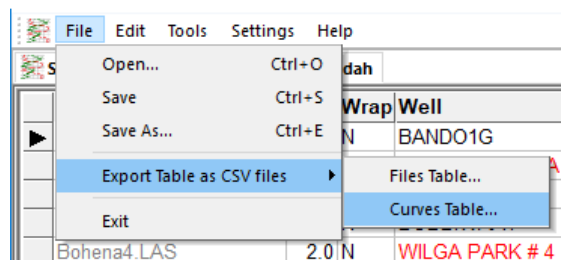 File Edit Tools Settings Help
S dah
Open... Ctrl+O
Save Ctrl+S
Save As... Ctrl+E
Export Table as CSV files
Exit
Files Table...
Curves Table...
Wrap Well
N BANDO1G
A
Bohena4.LAS 2.0 N WILGA PARK # 4